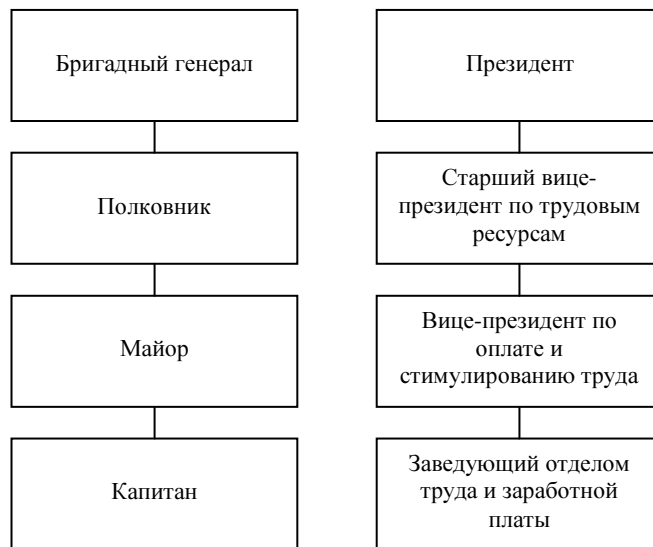 Бригадный генерал
Полковник
Майор
Капитан
Президент
Старший вице-
президент по трудовым
ресурсам
Вице-президент по
оплате и
стимулированию труда
Заведующий отделом
труда и заработной
платы